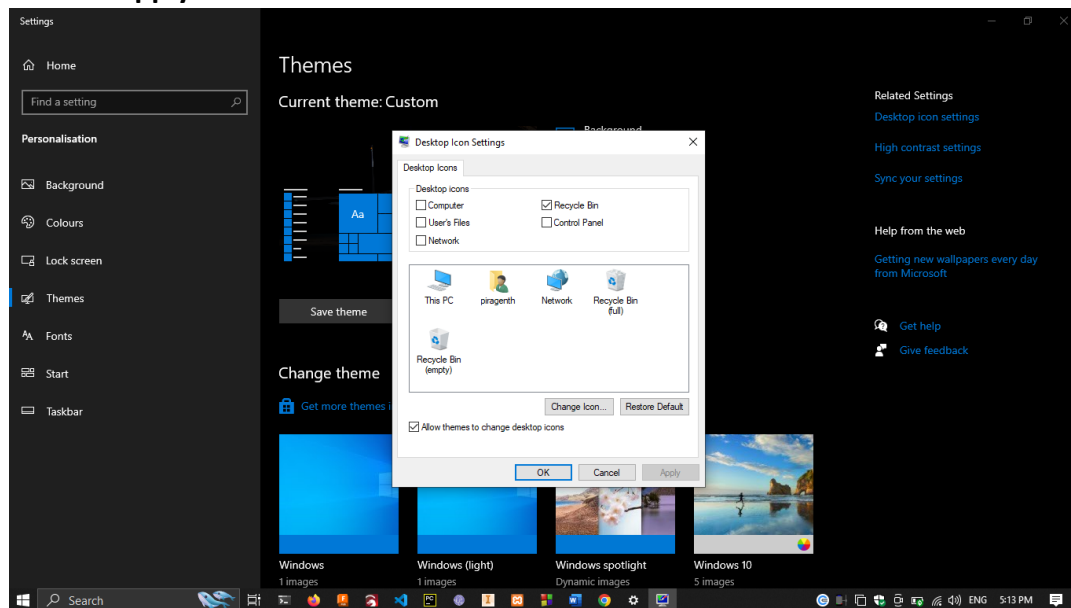 Settings
Home
Find a setting
Personalisation
Background
Colours
Lock screen
Themes
Fonts
Start
Taskbar
Themes
Current theme: Custom
Background
Aa
Save theme
Change theme
Get more themes i
Windows
1 images
Windows (light)
1 images
Windows spotlight
Dynamic images
Windows 10
5 images
Desktop Icon Settings
Desktop Icons
Desktop icons
Computer
Recycle Bin
User's Files
Control Panel
Network
This PC
piragenth
Network
Recycle Bin
(full)
Recycle Bin
(empty)
Change Icon...
Restore Default
Allow themes to change desktop icons
OK
Cancel
Apply
Related Settings
Desktop icon settings
High contrast settings
Sync your settings
Help from the web
Getting new wallpapers every day
from Microsoft
Get help
Give feedback
Search
ENG
5:13 PM